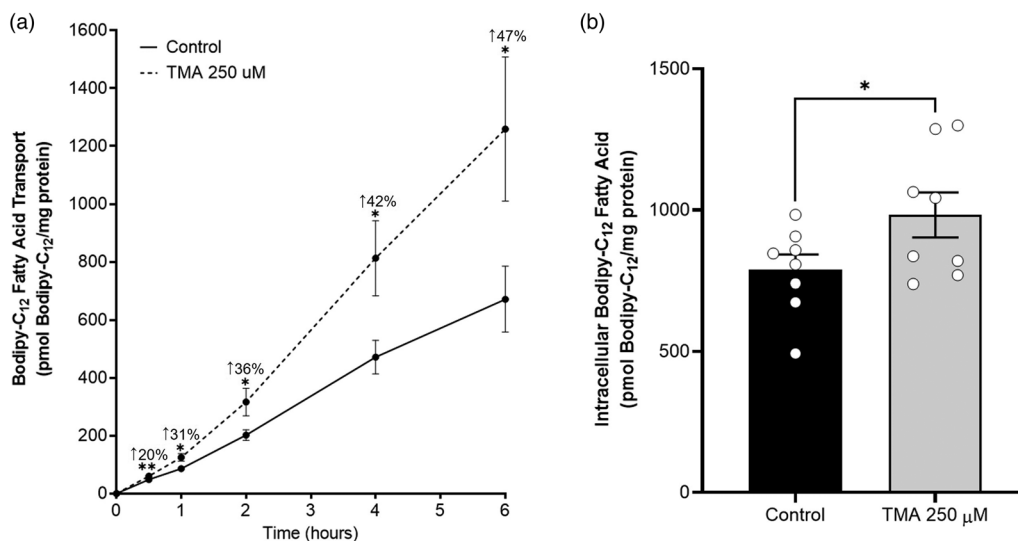 (a)
Bodipy-C₁₂ Fatty Acid Transport
(pmol Bodipy-C₁₂/mg protein)
1600
1400
1200
1000
800
600
400
200
0
Control
TMA 250 uM
↑20%
**
↑31%
*
↑36%
*
↑42%
*
↑47%
*
0 1 2 3 4 5 6
Time (hours)
(b)
Intracellular Bodipy-C₁₂ Fatty Acid
(pmol Bodipy-C₁₂/mg protein)
1500
1000
500
0
*
Control TMA 250 μM